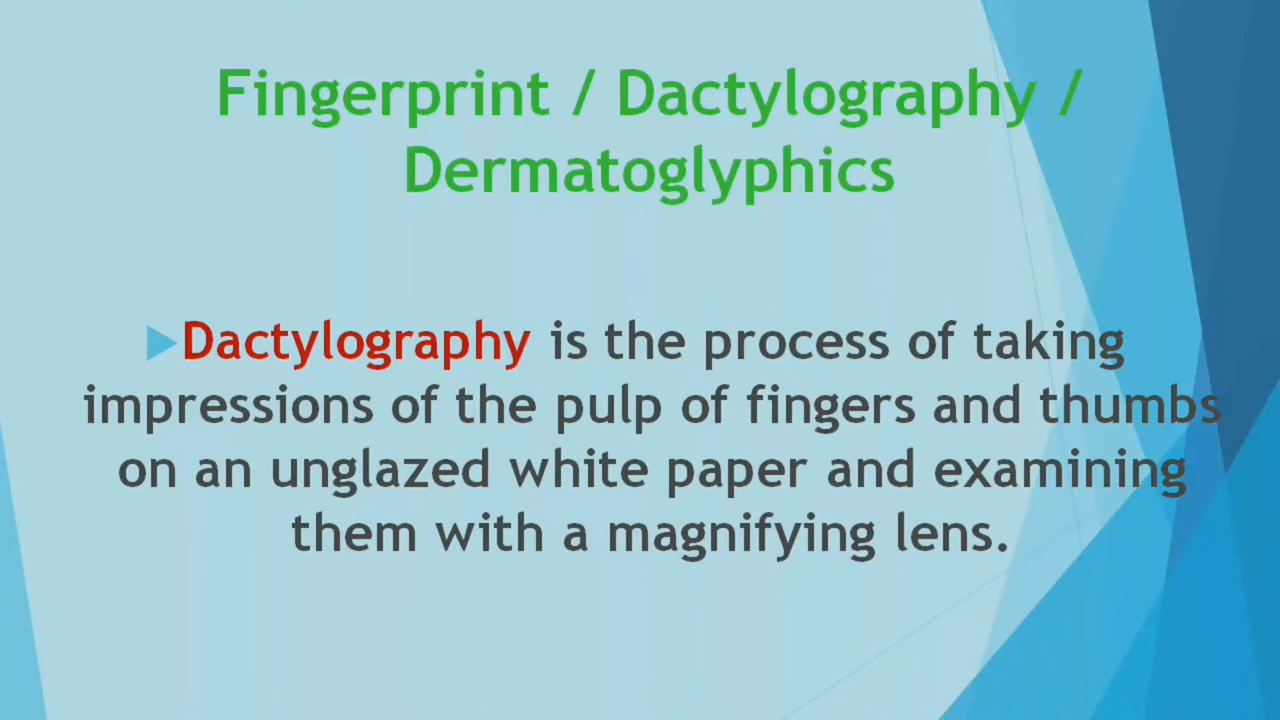 Fingerprint / Dactylography /
Dermatoglyphics
Dactylography is the process of taking
impressions of the pulp of fingers and thumbs
on an unglazed white paper and examining
them with a magnifying lens.